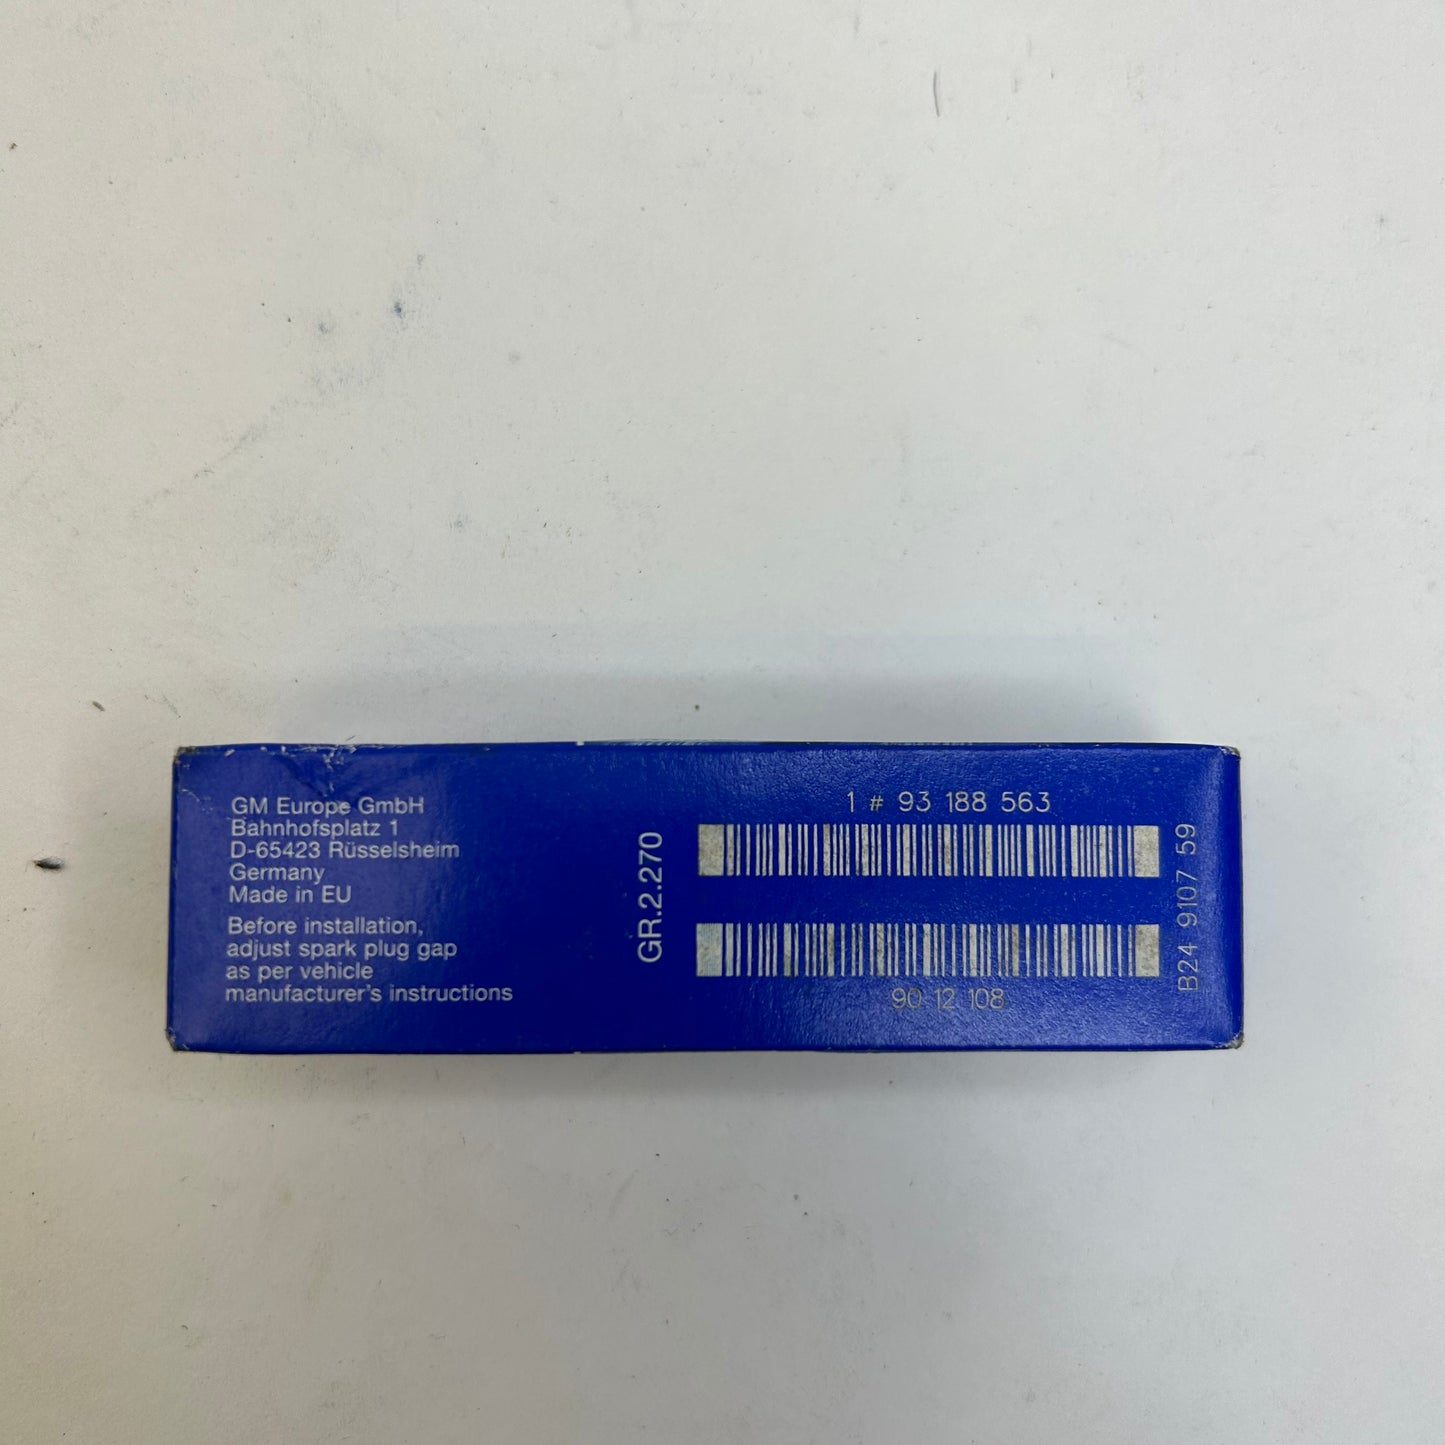 GM Europe GmbH
Bahnhofsplatz 1
D-65423 Rüsselsheim
Germany
Made in EU
Before installation,
adjust spark plug gap
as per vehicle
manufacturer's instructions
GR.2.270
1 # 93 188 563
90 12 108
B24 9107 59